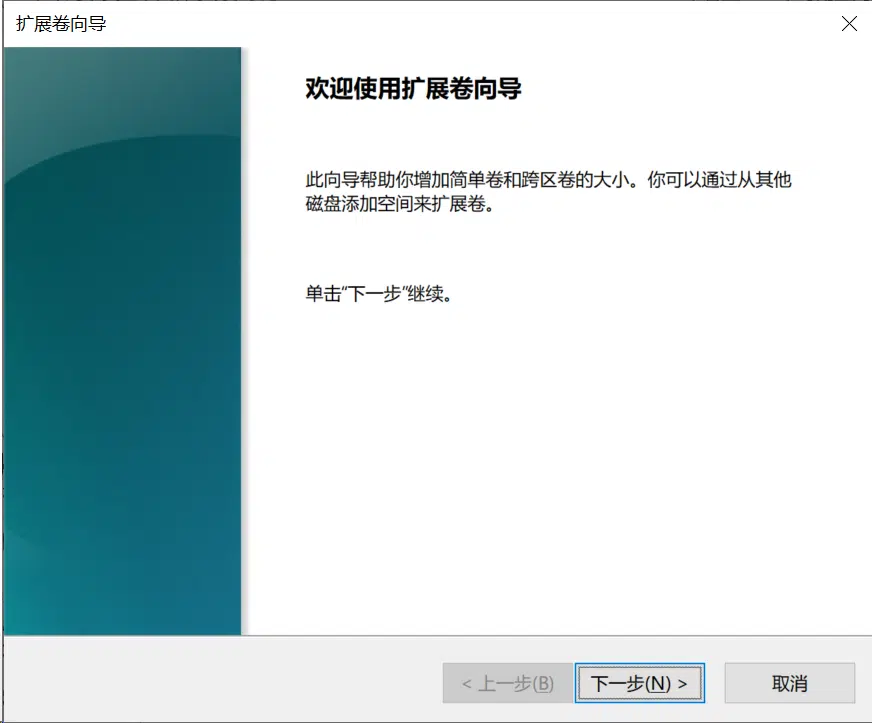 扩展卷向导
欢迎使用扩展卷向导
此向导帮助你增加简单卷和跨区卷的大小。你可以通过从其他
磁盘添加空间来扩展卷。
单击“下一步”继续。
< 上一步(B)
下一步(N) >
取消